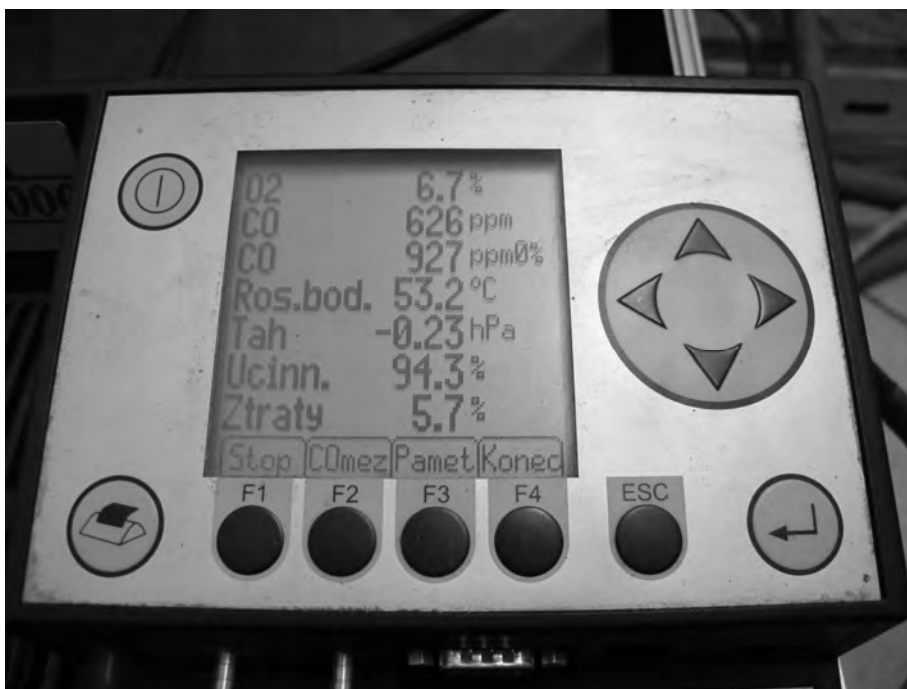 O2 6.7 %
CO 626 ppm
CO 927 ppm0%
Ros.bod. 53.2 °C
Tah -0.23 hPa
Ucinn. 94.3 %
Ztraty 5.7 %
Stop COmez Pamet Konec
F1 F2 F3 F4 ESC